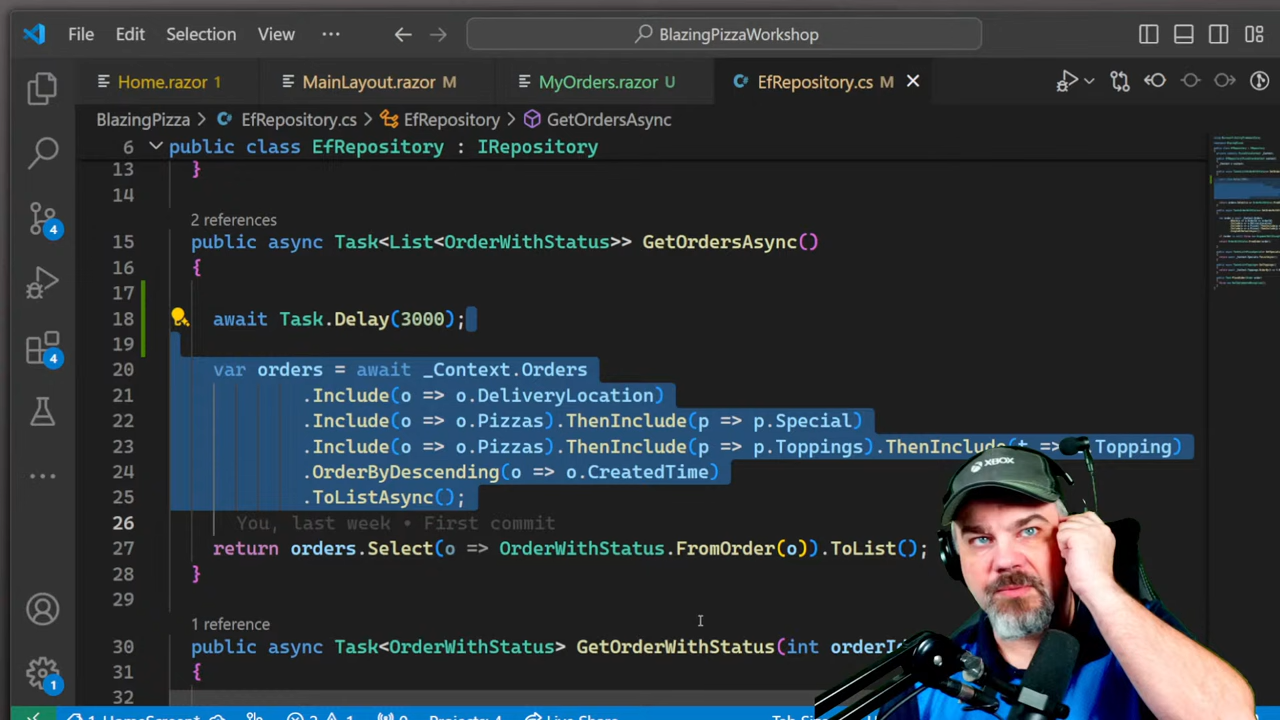 File Edit Selection View ··· BlazingPizzaWorkshop
Home.razor 1 MainLayout.razor M MyOrders.razor U EfRepository.cs M
BlazingPizza > EfRepository.cs > EfRepository > GetOrdersAsync
6 public class EfRepository : IRepository
13 }
14
2 references
15 public async Task<List<OrderWithStatus>> GetOrdersAsync()
16 {
17
18 await Task.Delay(3000);
19
20 var orders = await _Context.Orders
21 .Include(o => o.DeliveryLocation)
22 .Include(o => o.Pizzas).ThenInclude(p => p.Special)
23 .Include(o => o.Pizzas).ThenInclude(p => p.Toppings).ThenInclude(t => .Topping)
24 .OrderByDescending(o => o.CreatedTime)
25 .ToListAsync();
26 You, last week • First commit
27 return orders.Select(o => OrderWithStatus.FromOrder(o)).ToList();
28 }
29
1 reference
30 public async Task<OrderWithStatus> GetOrderWithStatus(int
31 {
32
4
4
1
XBOX